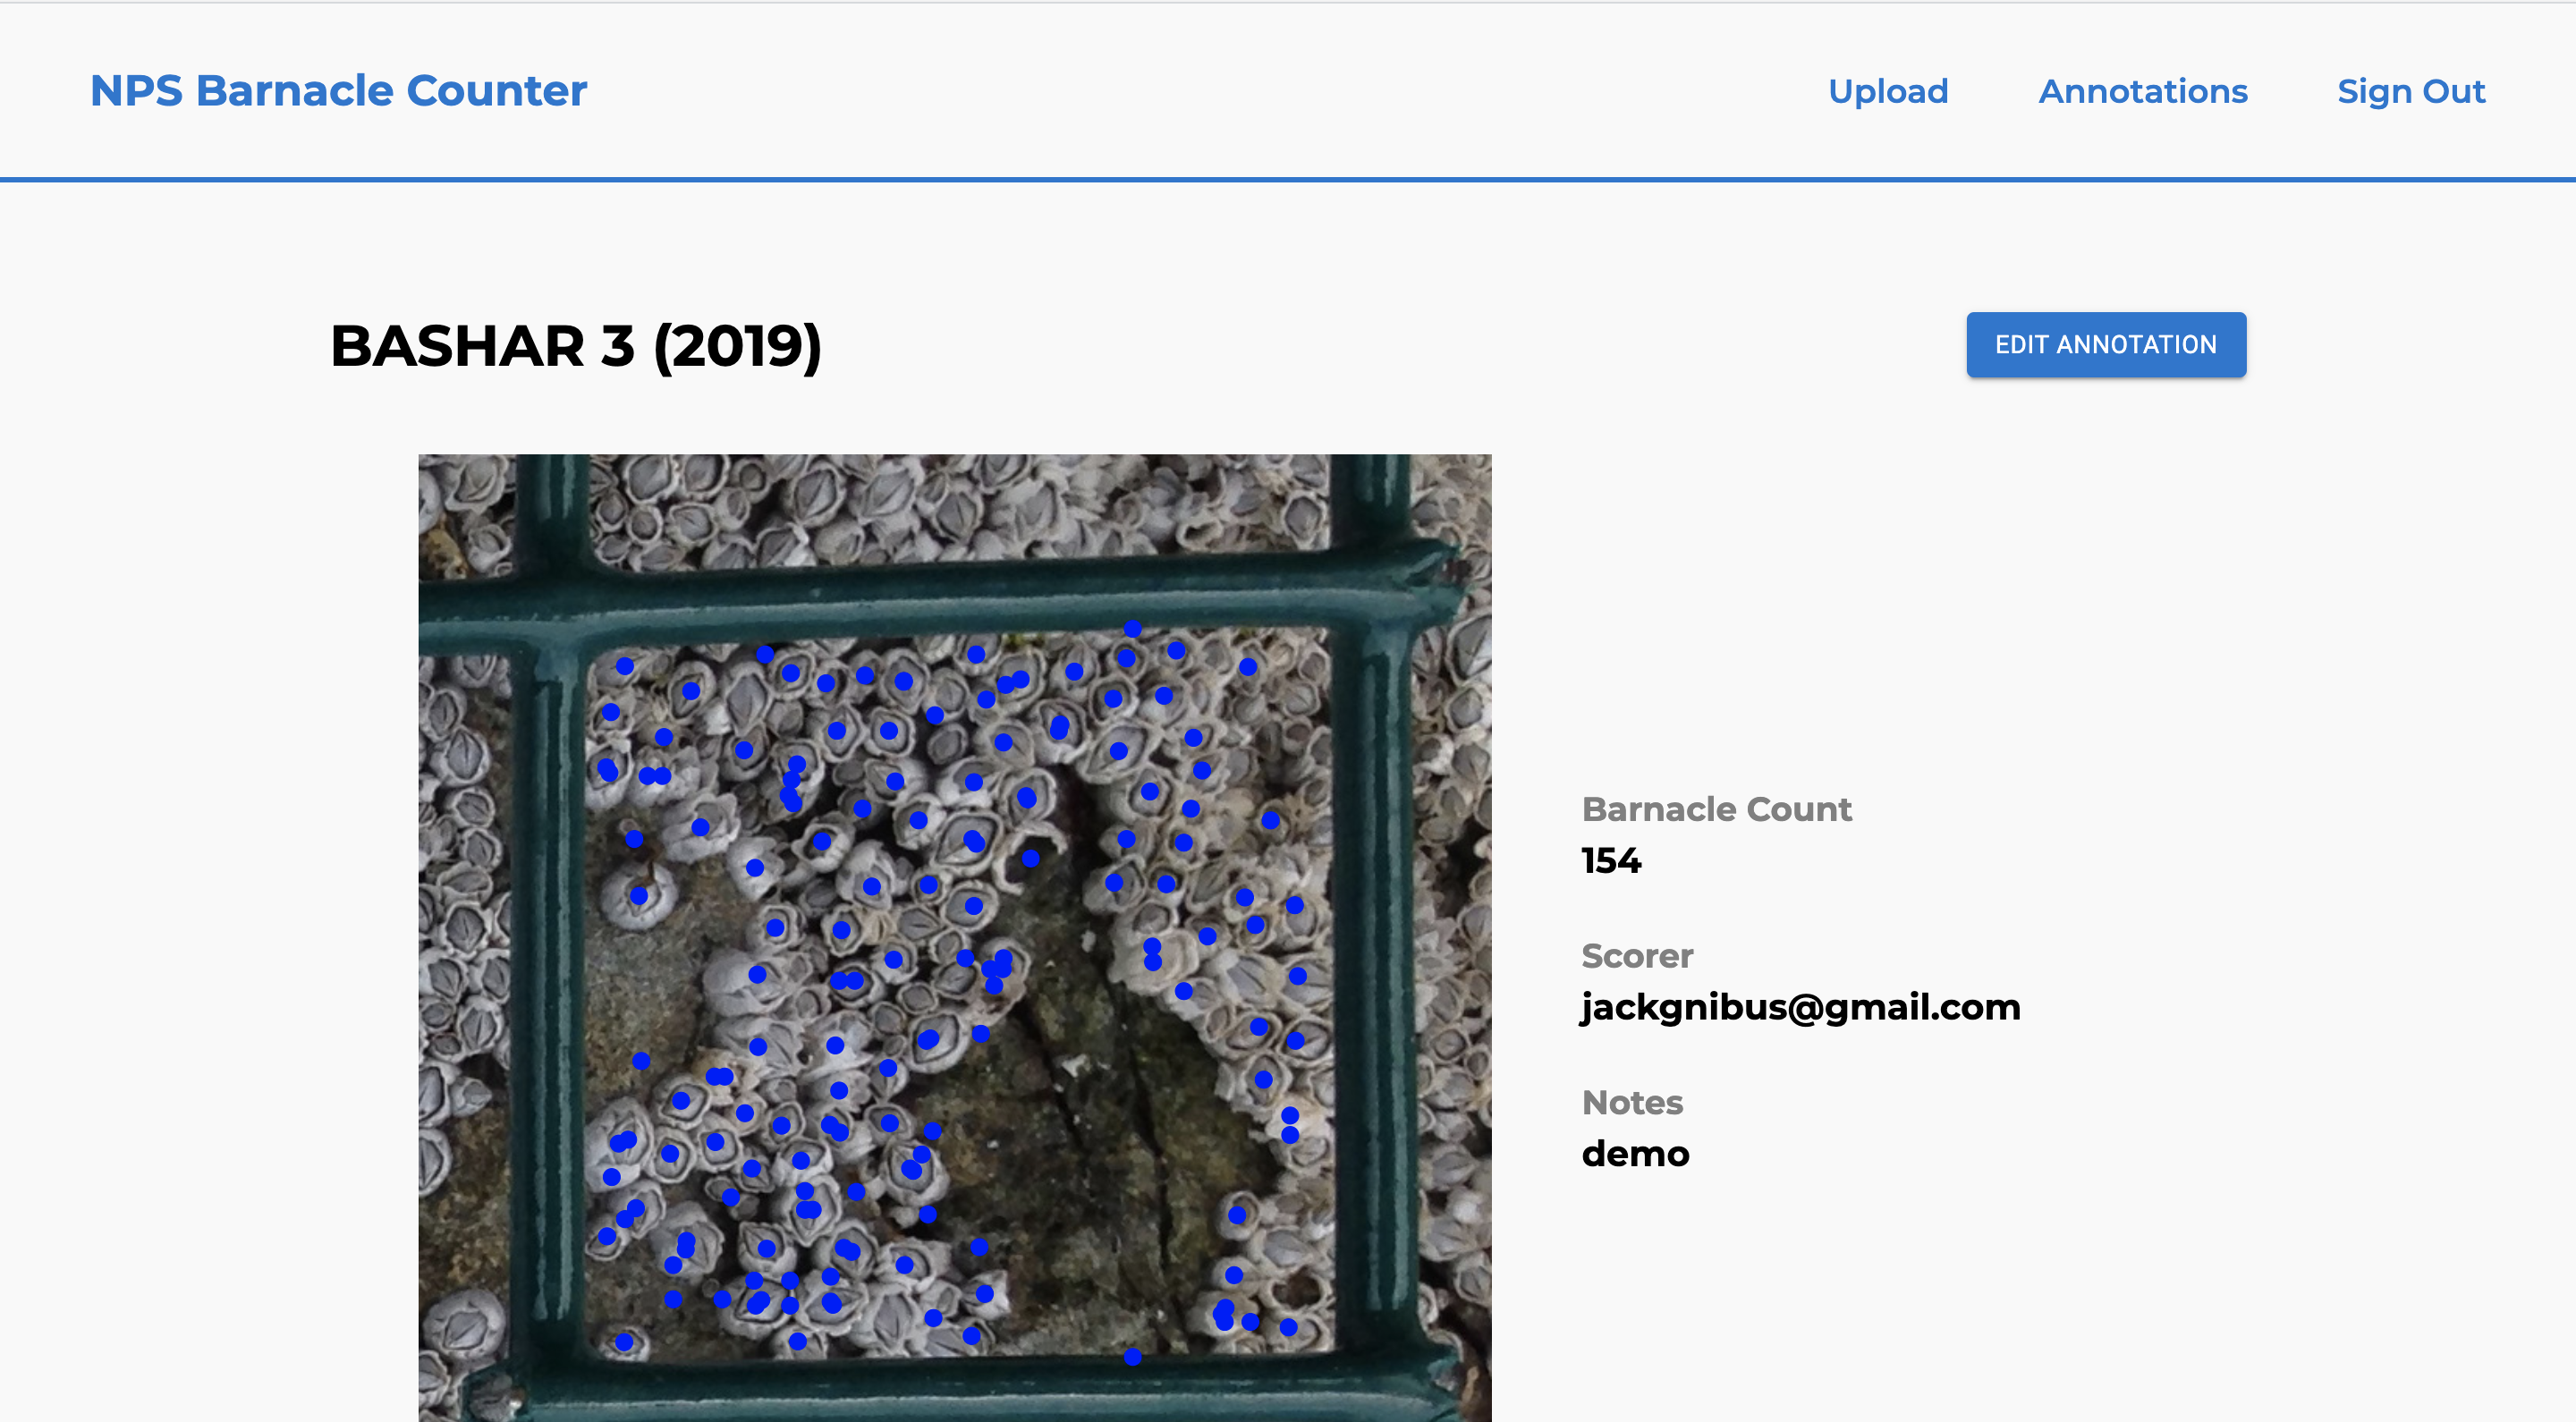 NPS Barnacle Counter
Upload
Annotations
Sign Out
BASHAR 3 (2019)
EDIT ANNOTATION
Barnacle Count
154
Scorer
jackgnibus@gmail.com
Notes
demo